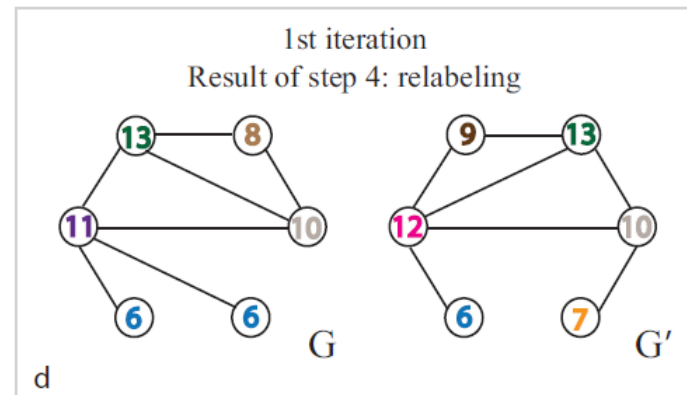 1st iteration
Result of step 4: relabeling
13 8 9 13
11 10 12 10
6 6 6 7
G G′
d